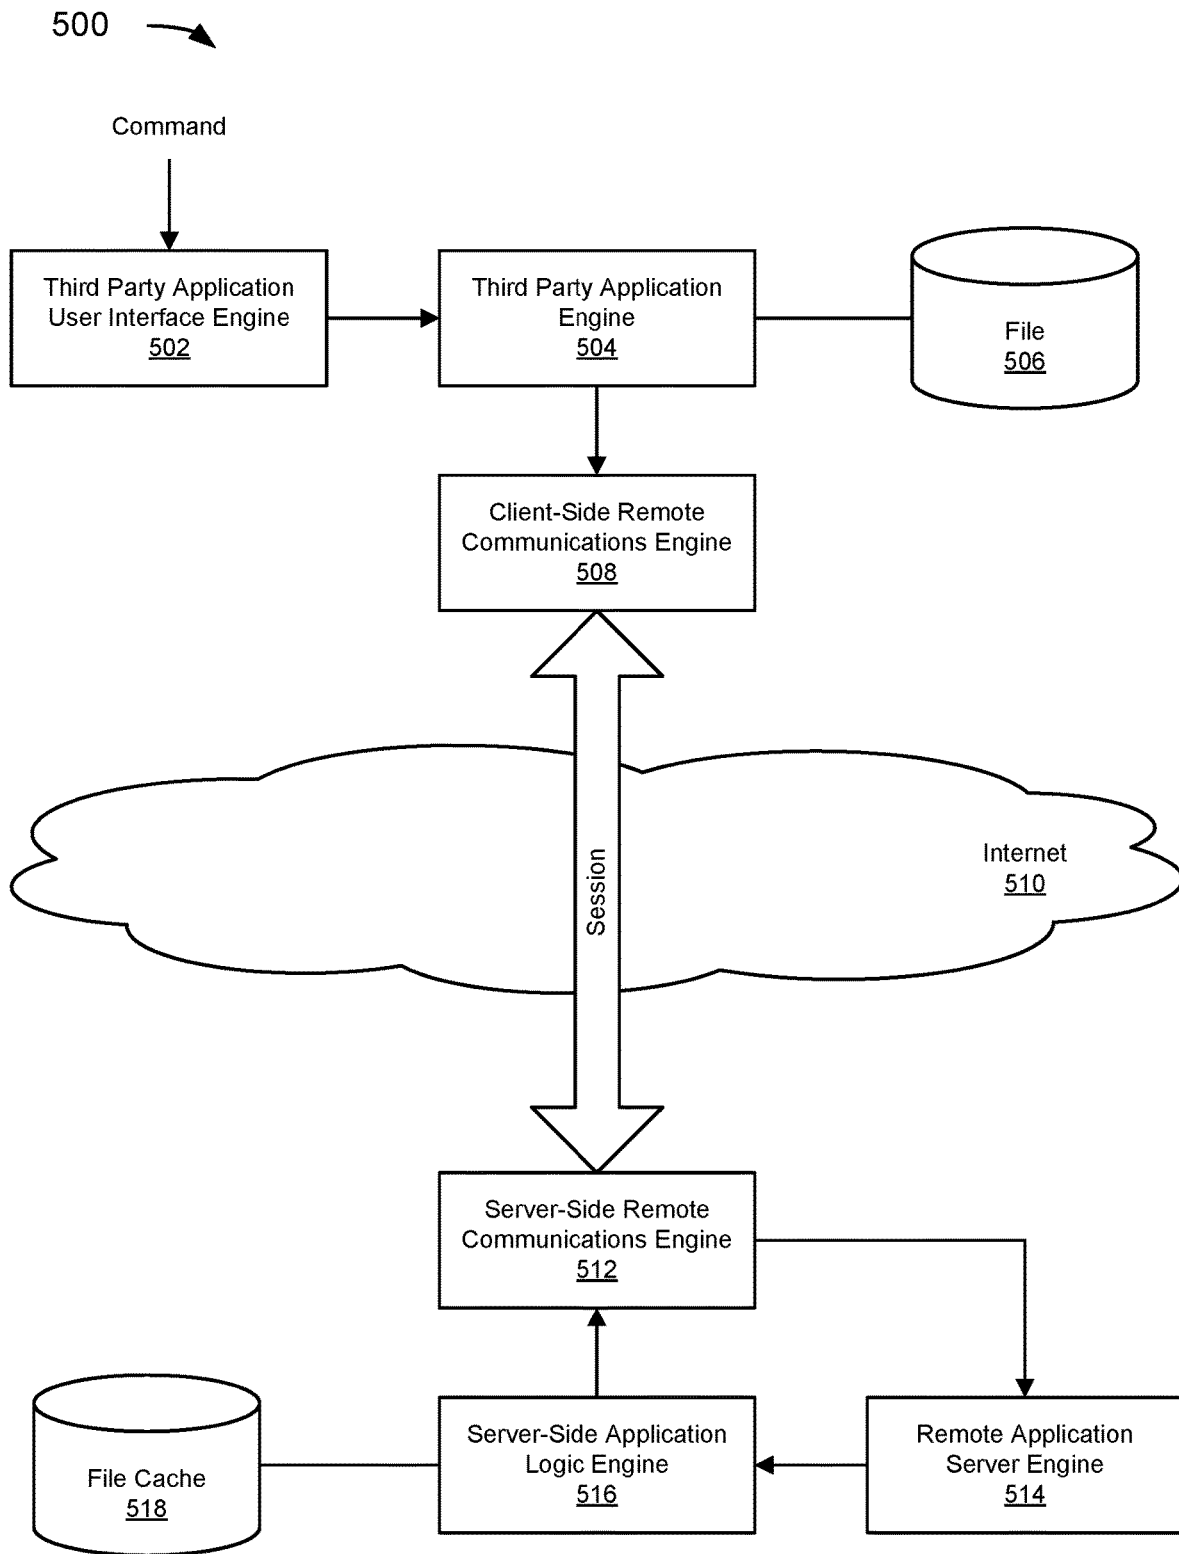 500
Command
Third Party Application
User Interface Engine
502
Third Party Application
Engine
504
File
506
Client-Side Remote
Communications Engine
508
Internet
510
Session
Server-Side Remote
Communications Engine
512
File Cache
518
Server-Side Application
Logic Engine
516
Remote Application
Server Engine
514